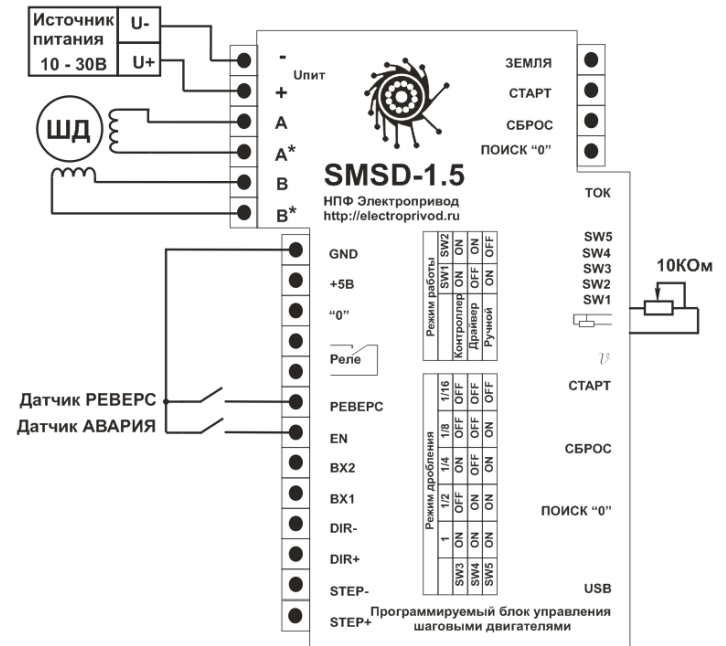 Источник питания
10 - 30В
U-
U+
ШД
-
+
Uпит
A
A*
B
B*
SMSD-1.5
НПФ Электропривод
http://electroprivod.ru
ЗЕМЛЯ
СТАРТ
СБРОС
ПОИСК “0”
ТОК
SW5
SW4
SW3
SW2
SW1
10КОм
𝑣
СТАРТ
СБРОС
ПОИСК “0”
USB
GND
+5В
“0”
Реле
РЕВЕРС
EN
ВХ2
ВХ1
DIR-
DIR+
STEP-
STEP+
Датчик РЕВЕРС
Датчик АВАРИЯ
Режим работы SW1 SW2
Контроллер ON ON
Драйвер OFF ON
Ручной ON OFF
Режим дробления 1 1/2 1/4 1/8 1/16
SW3 ON OFF ON OFF OFF
SW4 ON ON OFF OFF OFF
SW5 ON ON ON ON OFF
Программируемый блок управления
шаговыми двигателями